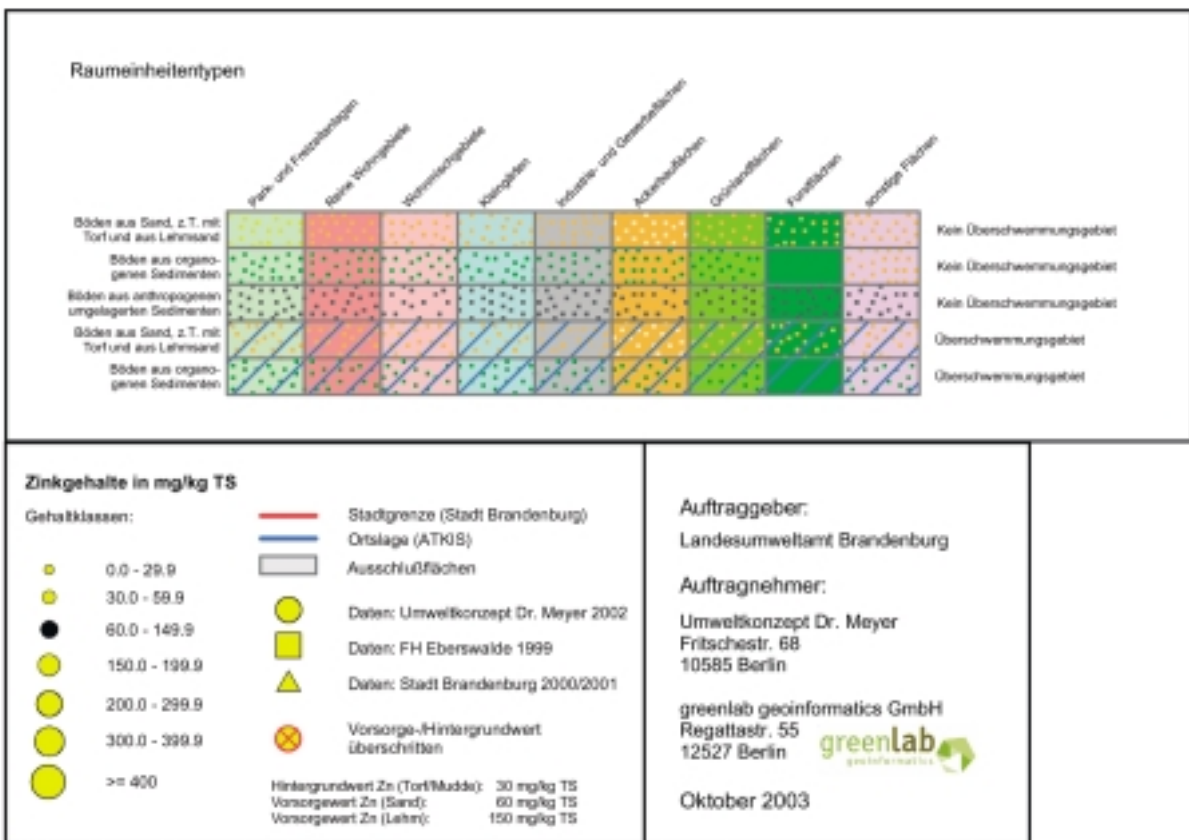 Raumeinheitentypen
Park- und Freizeitanlagen
Reine Wohngebiete
Wohnmischgebiete
Kleingärten
Industrie- und Gewerbeflächen
Ackerbauflächen
Grünlandflächen
Forstflächen
sonstige Flächen
Böden aus Sand, z.T. mit
Torf und aus Lehmsand
Kein Überschwemmungsgebiet
Böden aus organo-
genen Sedimenten
Kein Überschwemmungsgebiet
Böden aus anthropogenen
umgelagerten Sedimenten
Kein Überschwemmungsgebiet
Böden aus Sand, z.T. mit
Torf und aus Lehmsand
Überschwemmungsgebiet
Böden aus organo-
genen Sedimenten
Überschwemmungsgebiet
Zinkgehalte in mg/kg TS
Gehaltklassen:
0.0 - 29.9
30.0 - 59.9
60.0 - 149.9
150.0 - 199.9
200.0 - 299.9
300.0 - 399.9
>= 400
Stadtgrenze (Stadt Brandenburg)
Ortslage (ATKIS)
Ausschlußflächen
Daten: Umweltkonzept Dr. Meyer 2002
Daten: FH Eberswalde 1999
Daten: Stadt Brandenburg 2000/2001
Vorsorge-/Hintergrundwert
überschritten
Hintergrundwert Zn (Torf/Mudde): 30 mg/kg TS
Vorsorgewert Zn (Sand): 60 mg/kg TS
Vorsorgewert Zn (Lehm): 150 mg/kg TS
Auftraggeber:
Landesumweltamt Brandenburg
Auftragnehmer:
Umweltkonzept Dr. Meyer
Fritschestr. 68
10585 Berlin
greenlab geoinformatics GmbH
Regattastr. 55
12527 Berlin
greenlab
geoinformatics
Oktober 2003